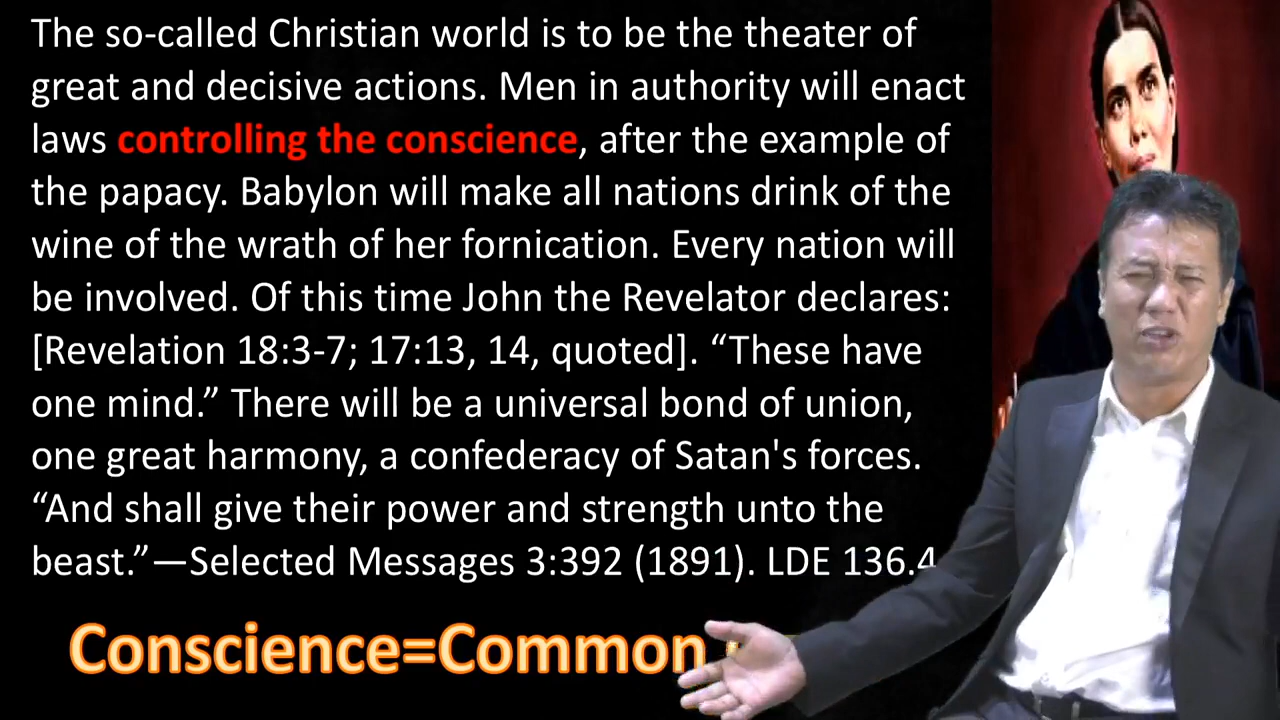 The so-called Christian world is to be the theater of
great and decisive actions. Men in authority will enact
laws controlling the conscience, after the example of
the papacy. Babylon will make all nations drink of the
wine of the wrath of her fornication. Every nation will
be involved. Of this time John the Revelator declares:
[Revelation 18:3-7; 17:13, 14, quoted]. “These have
one mind.” There will be a universal bond of union,
one great harmony, a confederacy of Satan's forces.
“And shall give their power and strength unto the
beast.”—Selected Messages 3:392 (1891). LDE 136.4
Conscience=Common